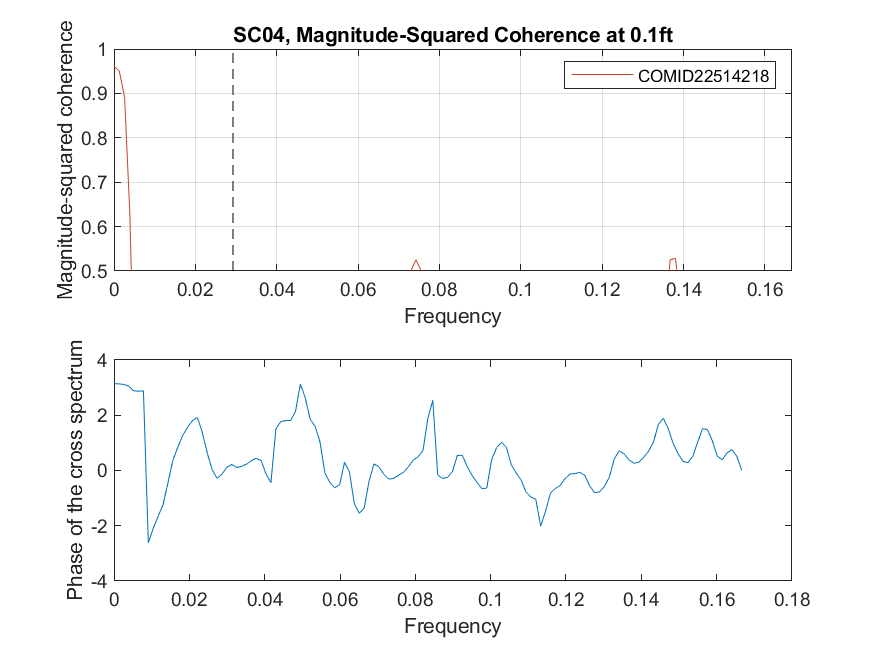 SC04, Magnitude-Squared Coherence at 0.1ft
Magnitude-squared coherence
1
0.9
0.8
0.7
0.6
0.5
COMID22514218
0 0.02 0.04 0.06 0.08 0.1 0.12 0.14 0.16
Frequency
Phase of the cross spectrum
4
2
0
-2
-4
0 0.02 0.04 0.06 0.08 0.1 0.12 0.14 0.16 0.18
Frequency